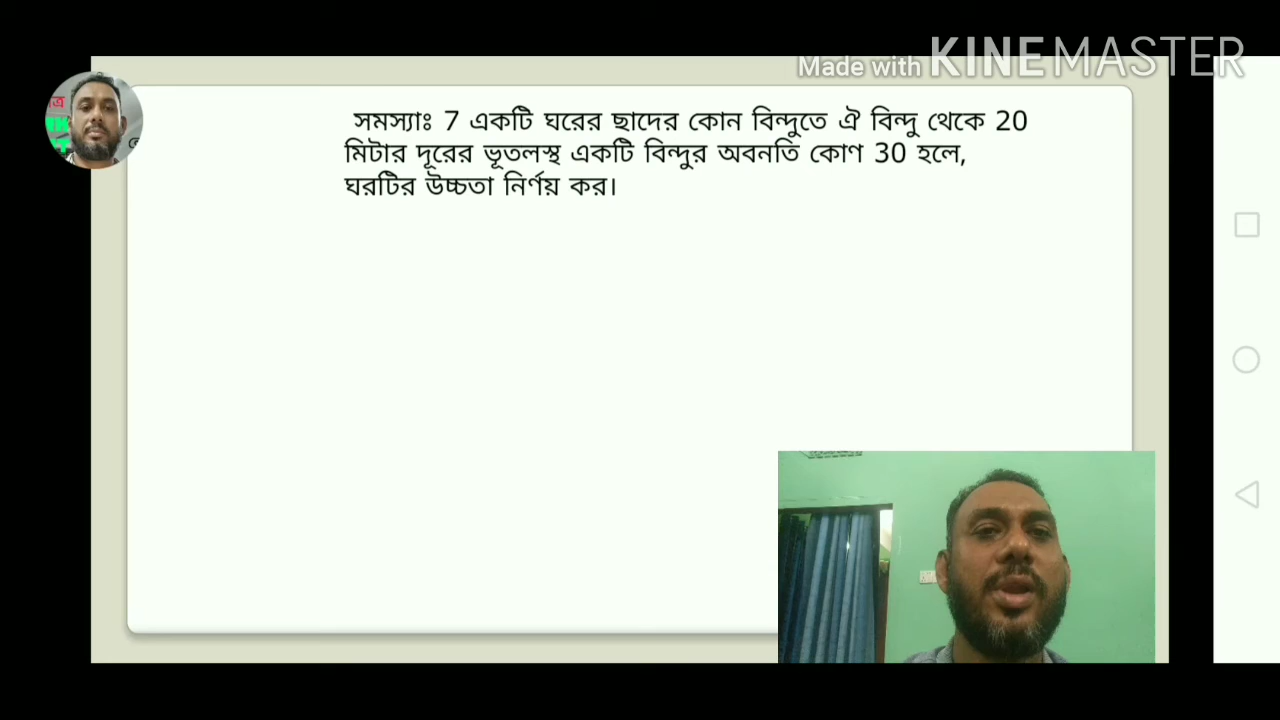 Made with KINEMASTER
সমস্যাঃ 7 একটি ঘরের ছাদের কোন বিন্দুতে ঐ বিন্দু থেকে 20
মিটার দূরের ভূতলস্থ একটি বিন্দুর অবনতি কোণ 30 হলে,
ঘরটির উচ্চতা নির্ণয় কর।